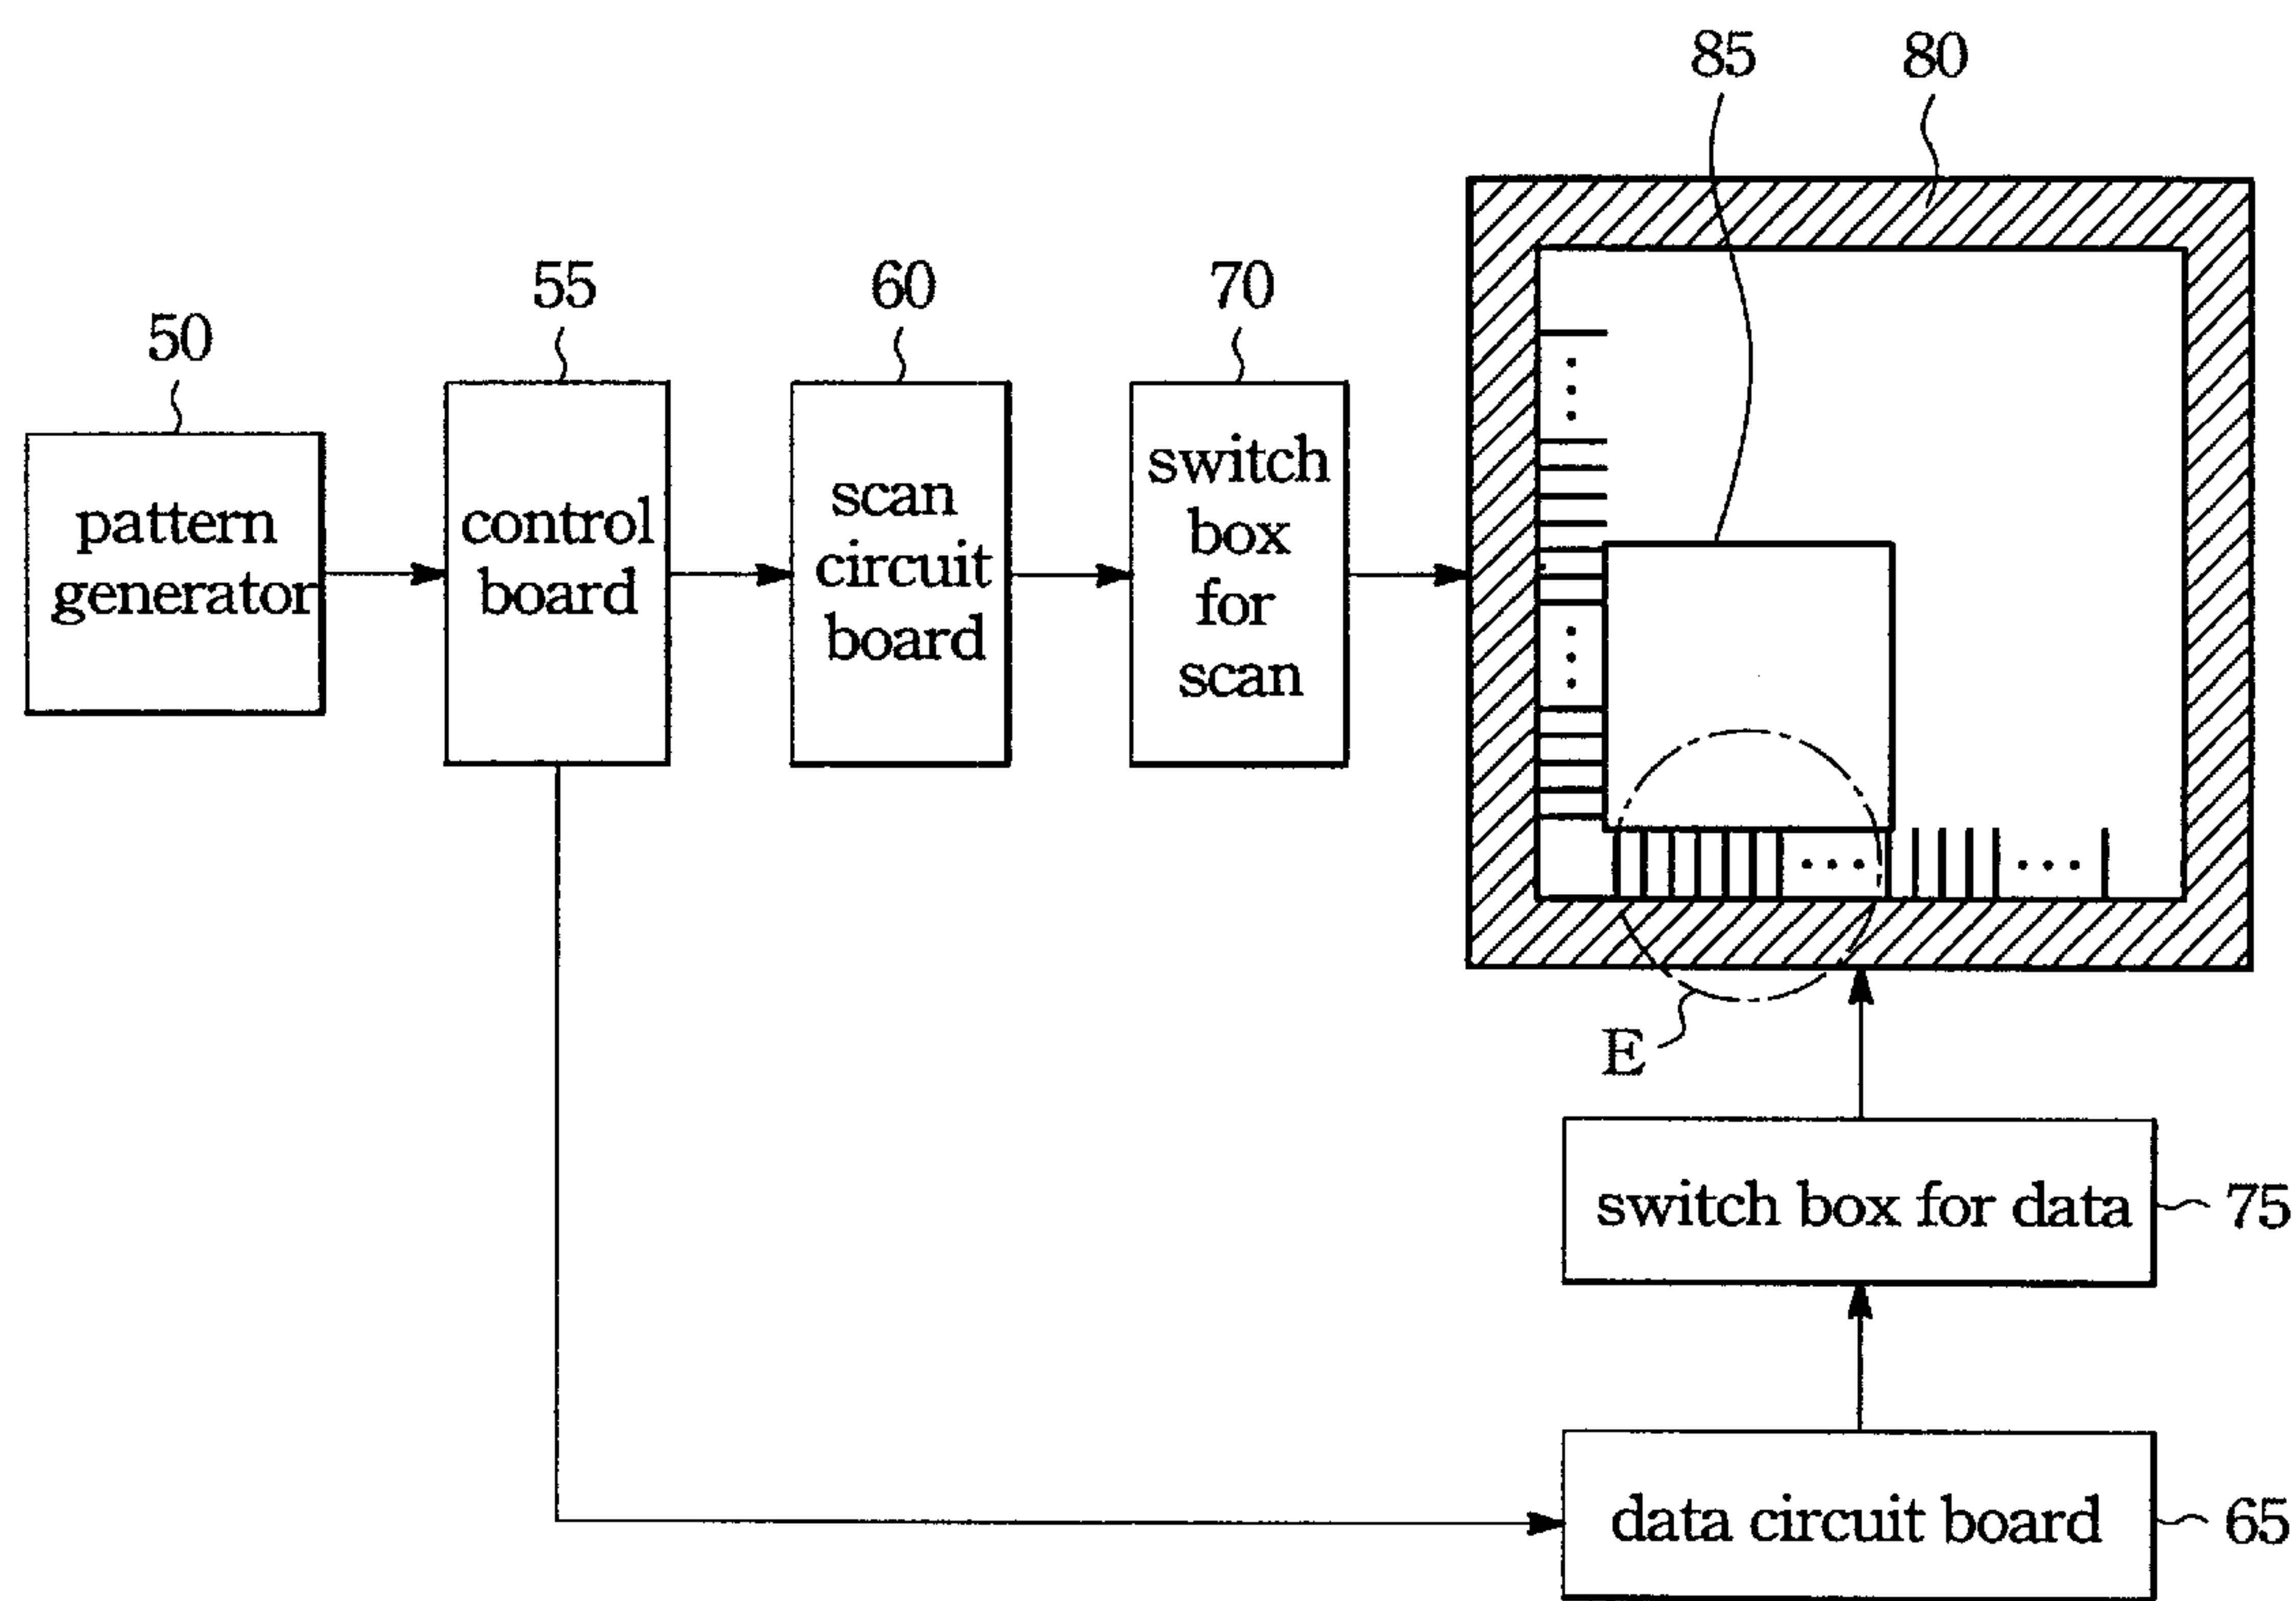 85
80
55
60
70
50
pattern
generator
control
board
scan
circuit
board
switch
box
for
scan
E
switch box for data
75
data circuit board
65